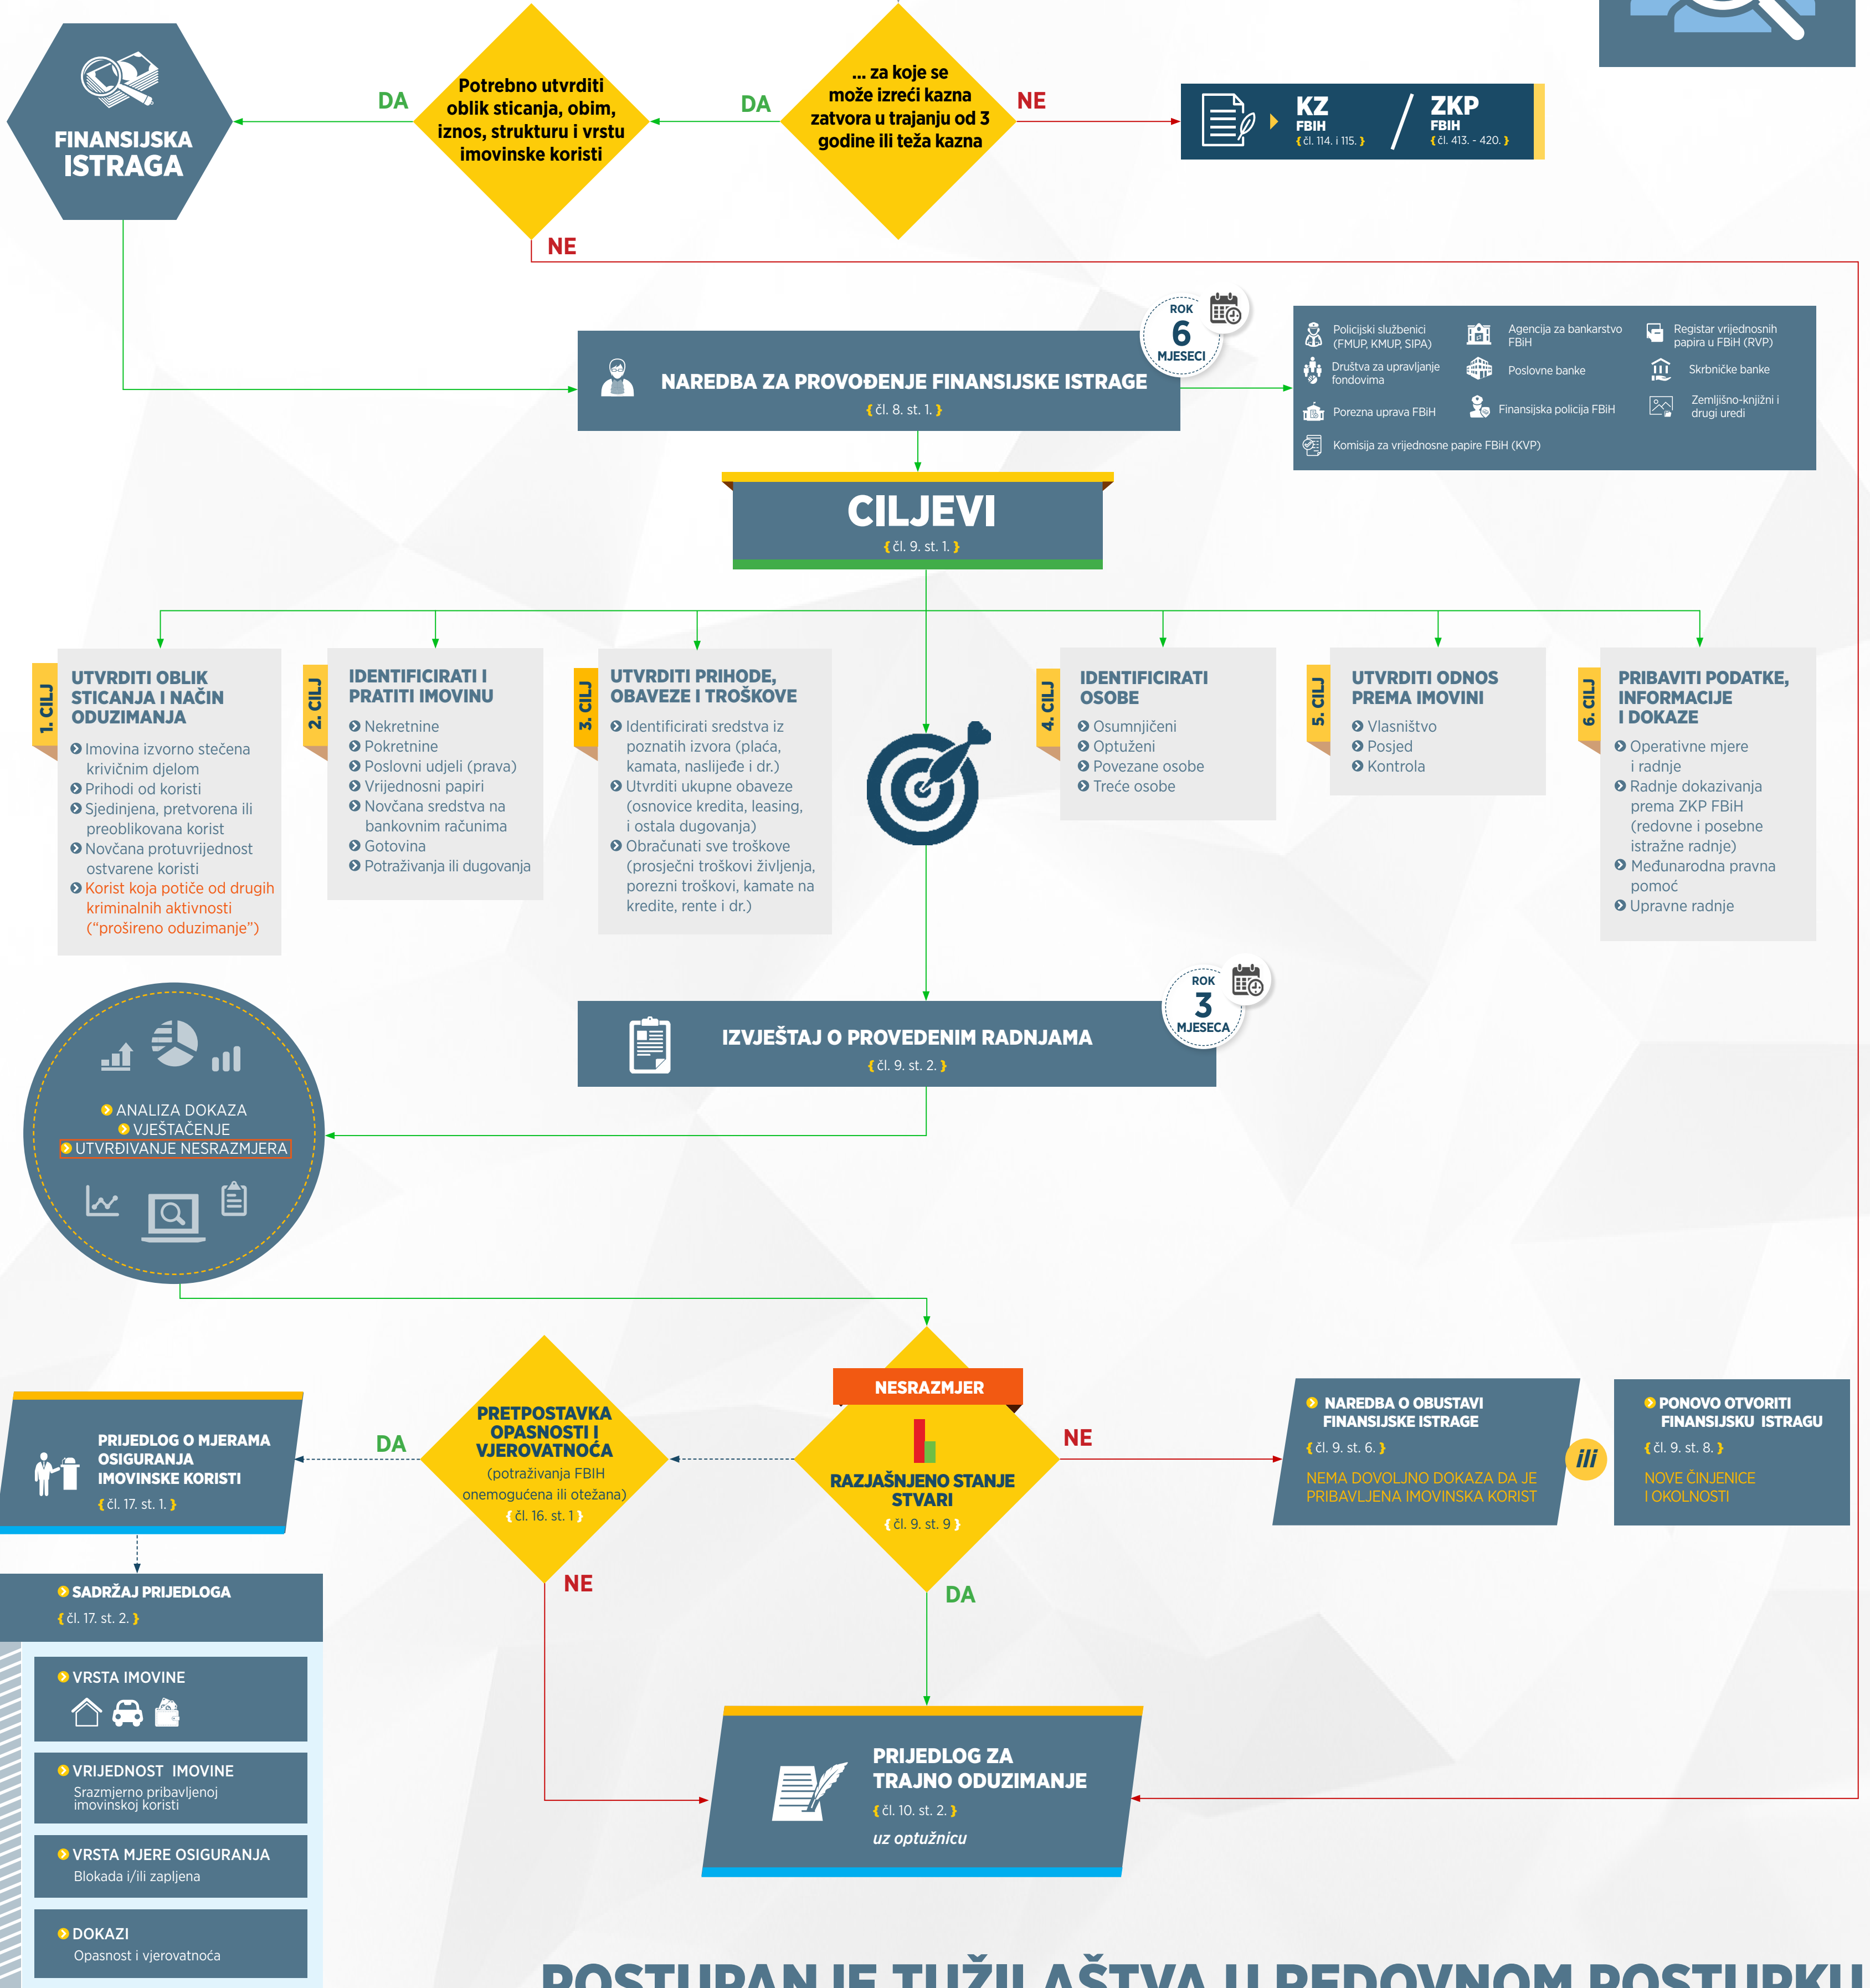 FINANSIJSKA
ISTRAGA
DA
Potrebno utvrditi
oblik sticanja, obim,
iznos, strukturu i vrstu
imovinske koristi
NE
DA
... za koje se
može izreći kazna
zatvora u trajanju od 3
godine ili teža kazna
NE
KZ
FBIH
{ čl. 114. i 115. }
/
ZKP
FBIH
{ čl. 413. - 420. }
NAREDBA ZA PROVOĐENJE FINANSIJSKE ISTRAGE
{ čl. 8. st. 1. }
ROK
6
MJESECI
Policijski službenici
(FMUP, KMUP, SIPA)
Agencija za bankarstvo
FBiH
Registar vrijednosnih
papira u FBiH (RVP)
Društva za upravljanje
fondovima
Poslovne banke
Skrbničke banke
Porezna uprava FBiH
Finansijska policija FBiH
Zemljišno-knjižni i
drugi uredi
Komisija za vrijednosne papire FBiH (KVP)
CILJEVI
{ čl. 9. st. 1. }
1. CILJ
UTVRDITI OBLIK
STICANJA I NAČIN
ODUZIMANJA
Imovina izvorno stečena
krivičnim djelom
Prihodi od koristi
Sjedinjena, pretvorena ili
preoblikovana korist
Novčana protuvrijednost
ostvarene koristi
Korist koja potiče od drugih
kriminalnih aktivnosti
(“prošireno oduzimanje”)
2. CILJ
IDENTIFICIRATI I
PRATITI IMOVINU
Nekretnine
Pokretnine
Poslovni udjeli (prava)
Vrijednosni papiri
Novčana sredstva na
bankovnim računima
Gotovina
Potraživanja ili dugovanja
3. CILJ
UTVRDITI PRIHODE,
OBAVEZE I TROŠKOVE
Identificirati sredstva iz
poznatih izvora (plaća,
kamata, naslijeđe i dr.)
Utvrditi ukupne obaveze
(osnovice kredita, leasing,
i ostala dugovanja)
Obračunati sve troškove
(prosječni troškovi življenja,
porezni troškovi, kamate na
kredite, rente i dr.)
4. CILJ
IDENTIFICIRATI
OSOBE
Osumnjičeni
Optuženi
Povezane osobe
Treće osobe
5. CILJ
UTVRDITI ODNOS
PREMA IMOVINI
Vlasništvo
Posjed
Kontrola
6. CILJ
PRIBAVITI PODATKE,
INFORMACIJE
I DOKAZE
Operativne mjere
i radnje
Radnje dokazivanja
prema ZKP FBiH
(redovne i posebne
istražne radnje)
Međunarodna pravna
pomoć
Upravne radnje
IZVJEŠTAJ O PROVEDENIM RADNJAMA
{ čl. 9. st. 2. }
ROK
3
MJESECA
ANALIZA DOKAZA
VJEŠTAČENJE
UTVRĐIVANJE NESRAZMJERA
NESRAZMJER
RAZJAŠNJENO STANJE
STVARI
{ čl. 9. st. 9 }
NE
DA
PRETPOSTAVKA
OPASNOSTI I
VJEROVATNOĆA
(potraživanja FBIH
onemogućena ili otežana)
{ čl. 16. st. 1 }
DA
NE
PRIJEDLOG O MJERAMA
OSIGURANJA
IMOVINSKE KORISTI
{ čl. 17. st. 1. }
NAREDBA O OBUSTAVI
FINANSIJSKE ISTRAGE
{ čl. 9. st. 6. }
NEMA DOVOLJNO DOKAZA DA JE
PRIBAVLJENA IMOVINSKA KORIST
ili
PONOVO OTVORITI
FINANSIJSKU ISTRAGU
{ čl. 9. st. 8. }
NOVE ČINJENICE
I OKOLNOSTI
SADRŽAJ PRIJEDLOGA
{ čl. 17. st. 2. }
VRSTA IMOVINE
VRIJEDNOST IMOVINE
Srazmjerno pribavljenoj
imovinskoj koristi
VRSTA MJERE OSIGURANJA
Blokada i/ili zapljena
DOKAZI
Opasnost i vjerovatnoća
PRIJEDLOG ZA
TRAJNO ODUZIMANJE
{ čl. 10. st. 2. }
uz optužnicu
POSTUPANJE TUŽILAŠTVA U REDOVNOM POSTUPKU